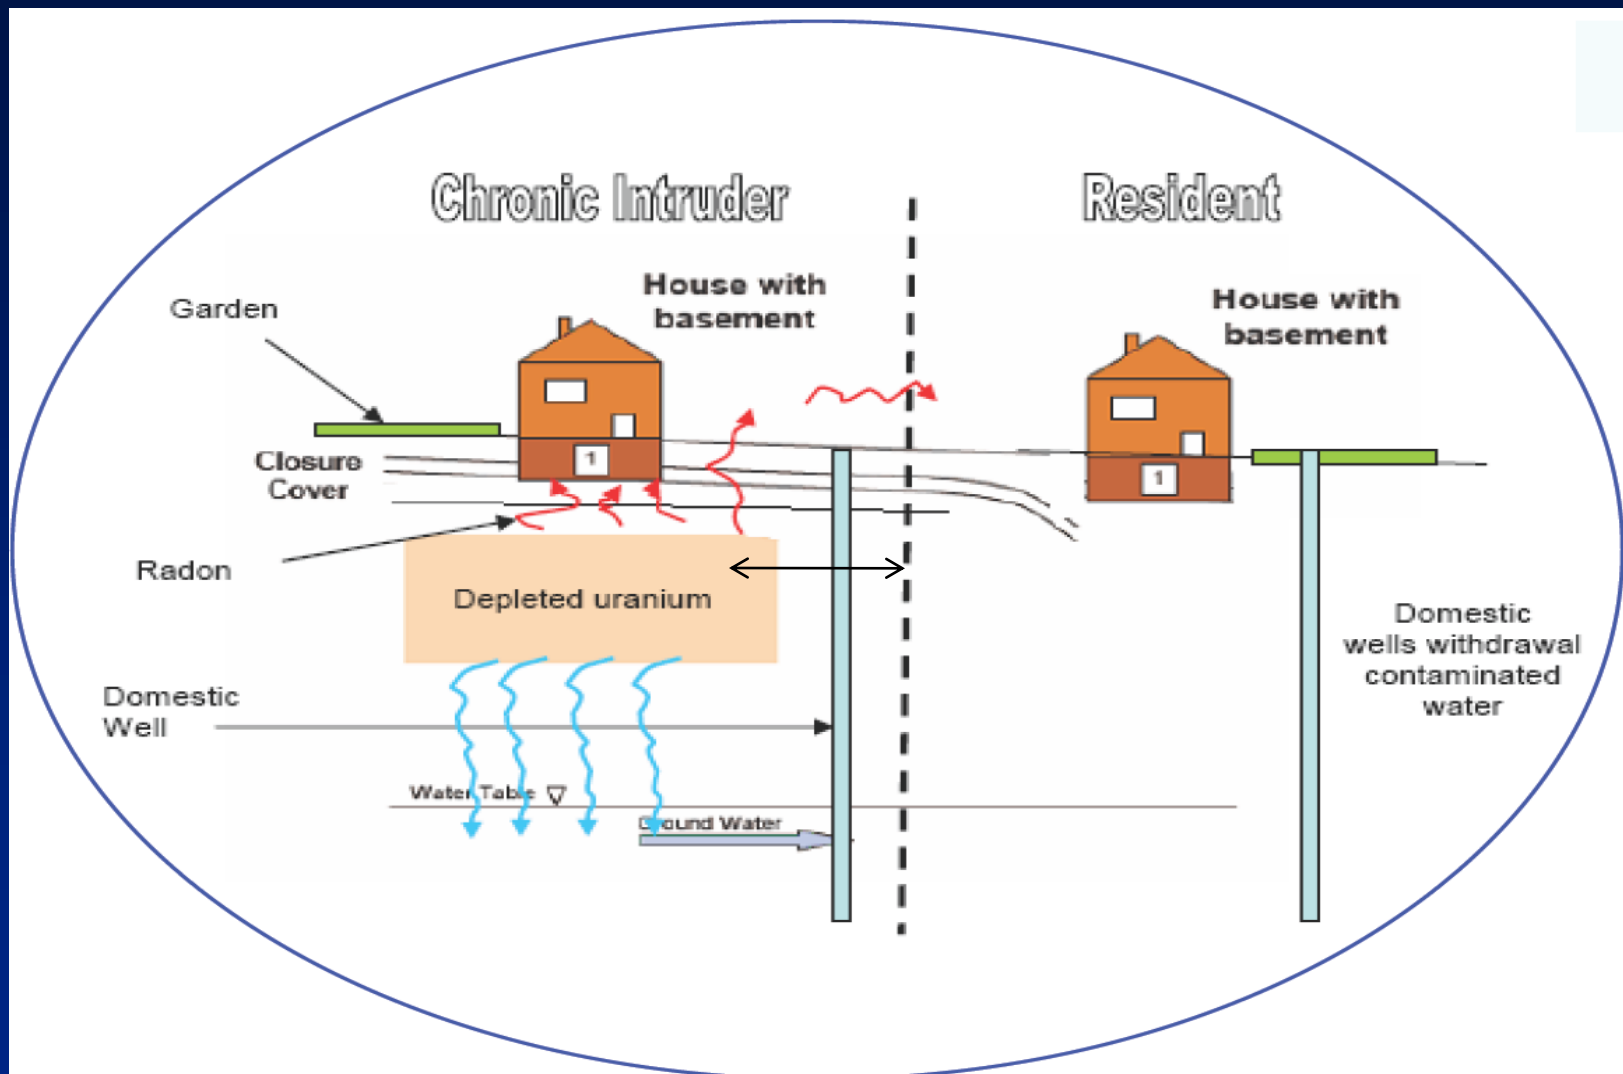 Chronic Intruder
Resident
House with
basement
House with
basement
Garden
1
Closure
Cover
1
Radon
Depleted uranium
Domestic
wells withdrawal
contaminated
water
Domestic
Well
Water Table
Ground Water